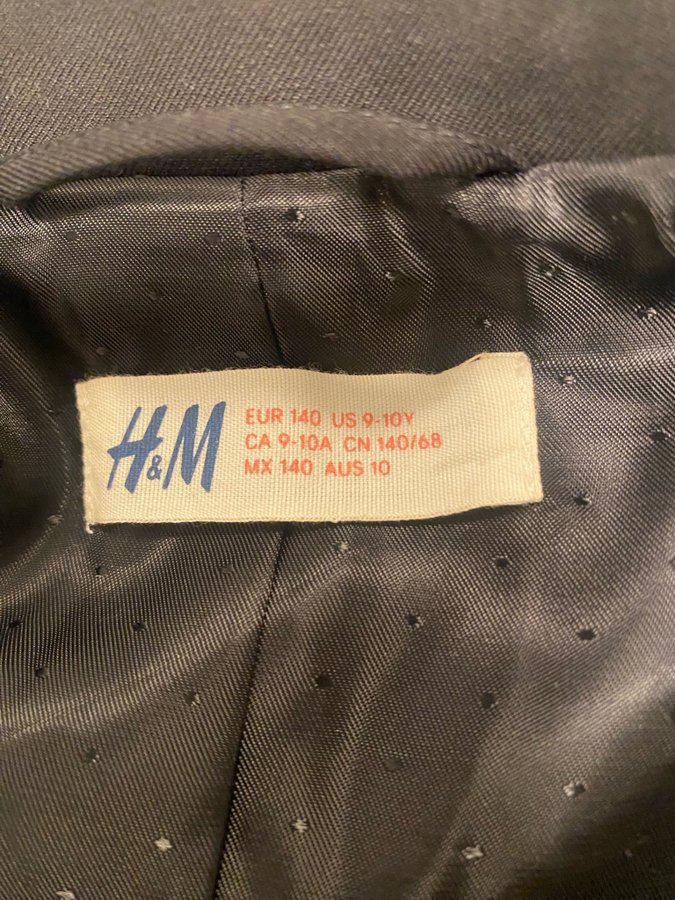 H&M
EUR 140 US 9-10Y
CA 9-10A CN 140/68
MX 140 AUS 10